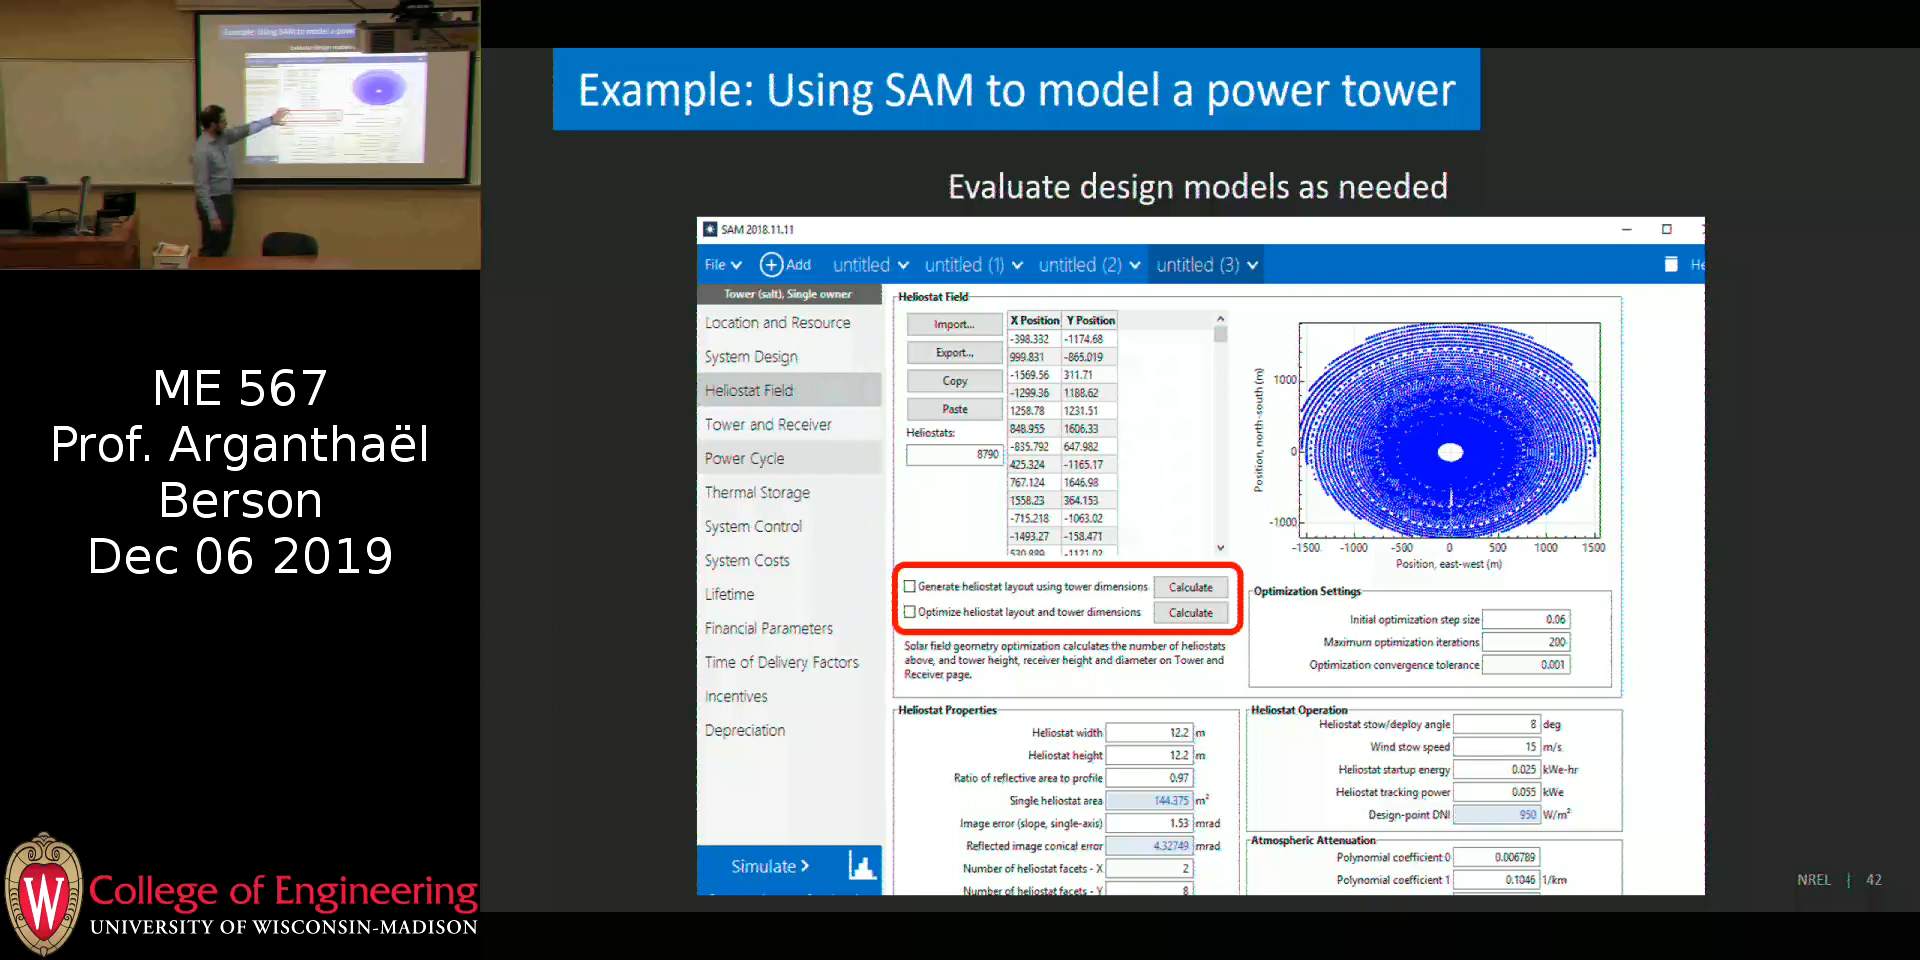 Example: Using SAM to model a power tower
Evaluate design models as needed
SAM 2018.11.11
File
Add
untitled
untitled (1)
untitled (2)
untitled (3)
Tower (salt), Single owner
Location and Resource
System Design
Heliostat Field
Tower and Receiver
Power Cycle
Thermal Storage
System Control
System Costs
Lifetime
Financial Parameters
Time of Delivery Factors
Incentives
Depreciation
Simulate >
Heliostat Field
Import...
Export...
Copy
Paste
Heliostats:
8790
X Position Y Position
-398.332 -1174.68
999.831 -865.019
-1569.56 311.71
-1299.36 1188.62
1258.78 1231.51
848.955 1606.33
-835.792 647.982
425.324 -1165.17
767.124 1646.98
1558.23 364.153
-715.218 -1063.02
-1493.27 -158.471
530.889 -1121.02
Position, north-south (m)
1000
0
-1000
-1500 -1000 -500 0 500 1000 1500
Position, east-west (m)
Generate heliostat layout using tower dimensions Calculate
Optimize heliostat layout and tower dimensions Calculate
Solar field geometry optimization calculates the number of heliostats
above, and tower height, receiver height and diameter on Tower and
Receiver page.
Optimization Settings
Initial optimization step size 0.06
Maximum optimization iterations 200
Optimization convergence tolerance 0.001
Heliostat Properties
Heliostat width 12.2 m
Heliostat height 12.2 m
Ratio of reflective area to profile 0.97
Single heliostat area 144.375 m²
Image error (slope, single-axis) 1.53 mrad
Reflected image conical error 4.32749 mrad
Number of heliostat facets - X 2
Number of heliostat facets - Y 8
Heliostat Operation
Heliostat stow/deploy angle 8 deg
Wind stow speed 15 m/s
Heliostat startup energy 0.025 kWe-hr
Heliostat tracking power 0.055 kWe
Design-point DNI 950 W/m²
Atmospheric Attenuation
Polynomial coefficient 0 0.006789
Polynomial coefficient 1 0.1046 1/km
NREL | 42
ME 567
Prof. Arganthaël
Berson
Dec 06 2019
W
College of Engineering
UNIVERSITY OF WISCONSIN-MADISON